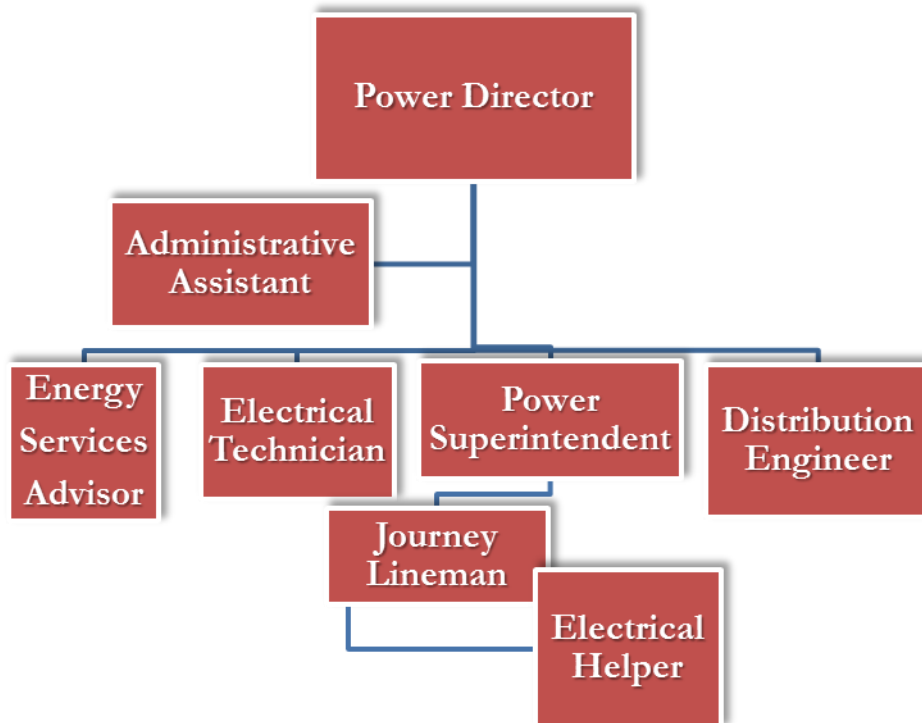 Power Director
Administrative
Assistant
Energy
Services
Advisor
Electrical
Technician
Power
Superintendent
Distribution
Engineer
Journey
Lineman
Electrical
Helper